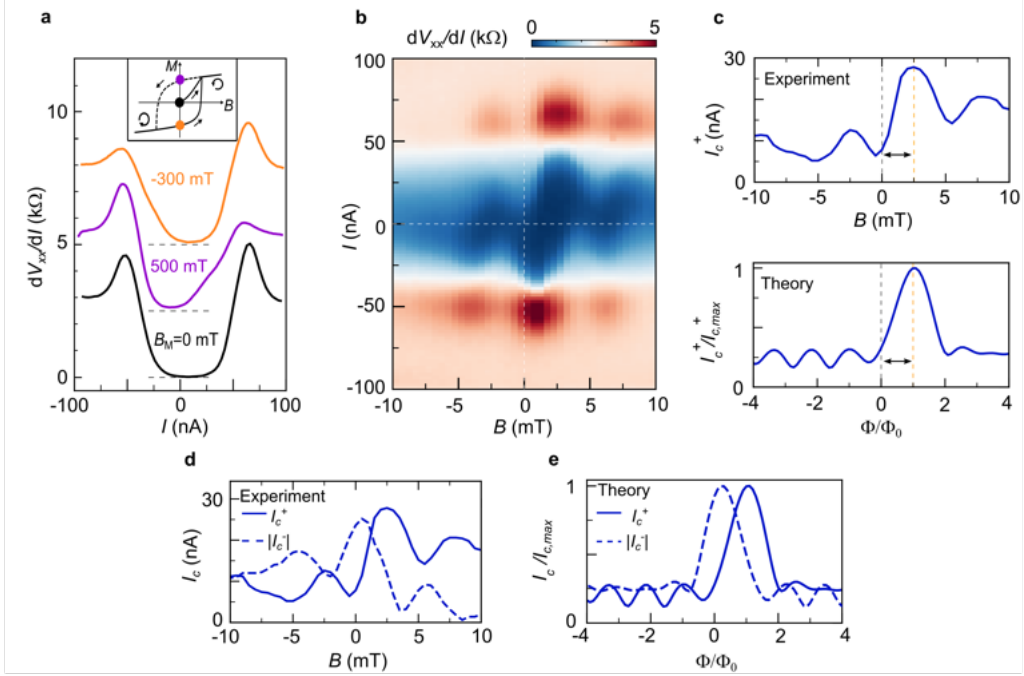 a
dVxx/dI (kΩ)
10
5
0
-100
0
100
I (nA)
M
B
-300 mT
500 mT
BM=0 mT
b
dVxx/dI (kΩ)
0
5
I (nA)
100
50
0
-50
-100
-10
-5
0
5
10
B (mT)
c
Experiment
Ic+ (nA)
30
0
-10
-5
0
5
10
B (mT)
Theory
Ic+/Ic,max+
1
0
-4
-2
0
2
4
Φ/Φ0
d
Experiment
Ic+
|Ic-|
Ic (nA)
30
0
-10
-5
0
5
10
B (mT)
e
Theory
Ic+
|Ic-|
Ic/Ic,max
1
0
-4
-2
0
2
4
Φ/Φ0